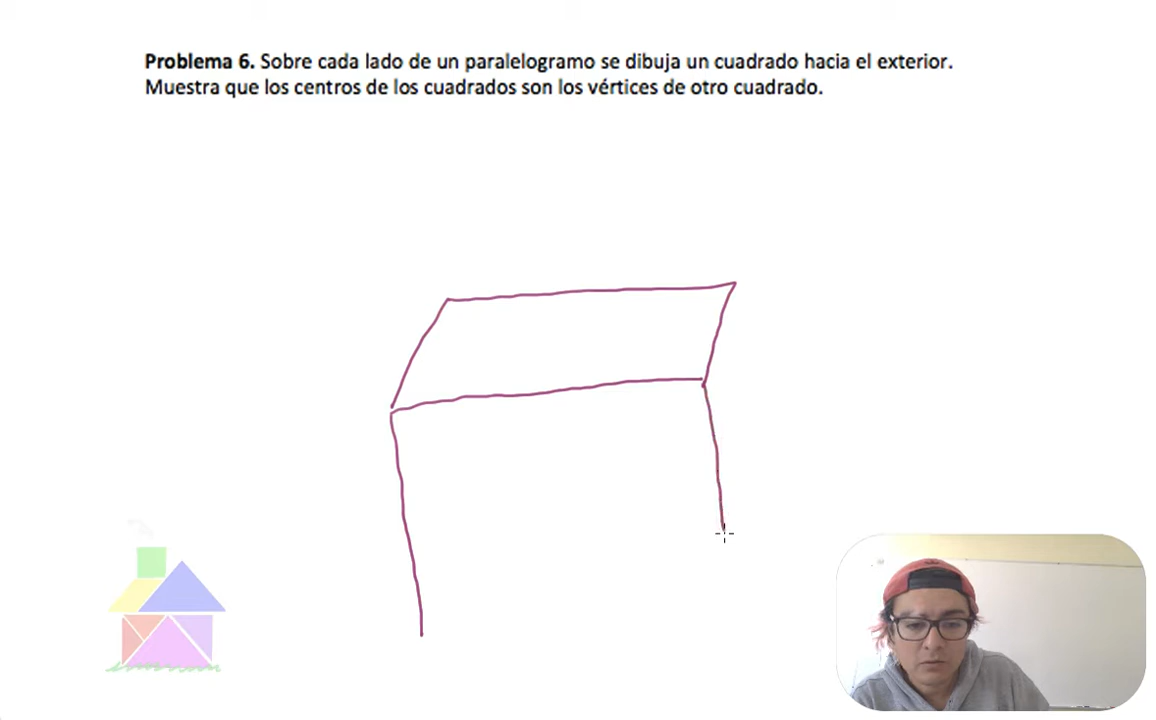 Problema 6. Sobre cada lado de un paralelogramo se dibuja un cuadrado hacia el exterior.
Muestra que los centros de los cuadrados son los vértices de otro cuadrado.